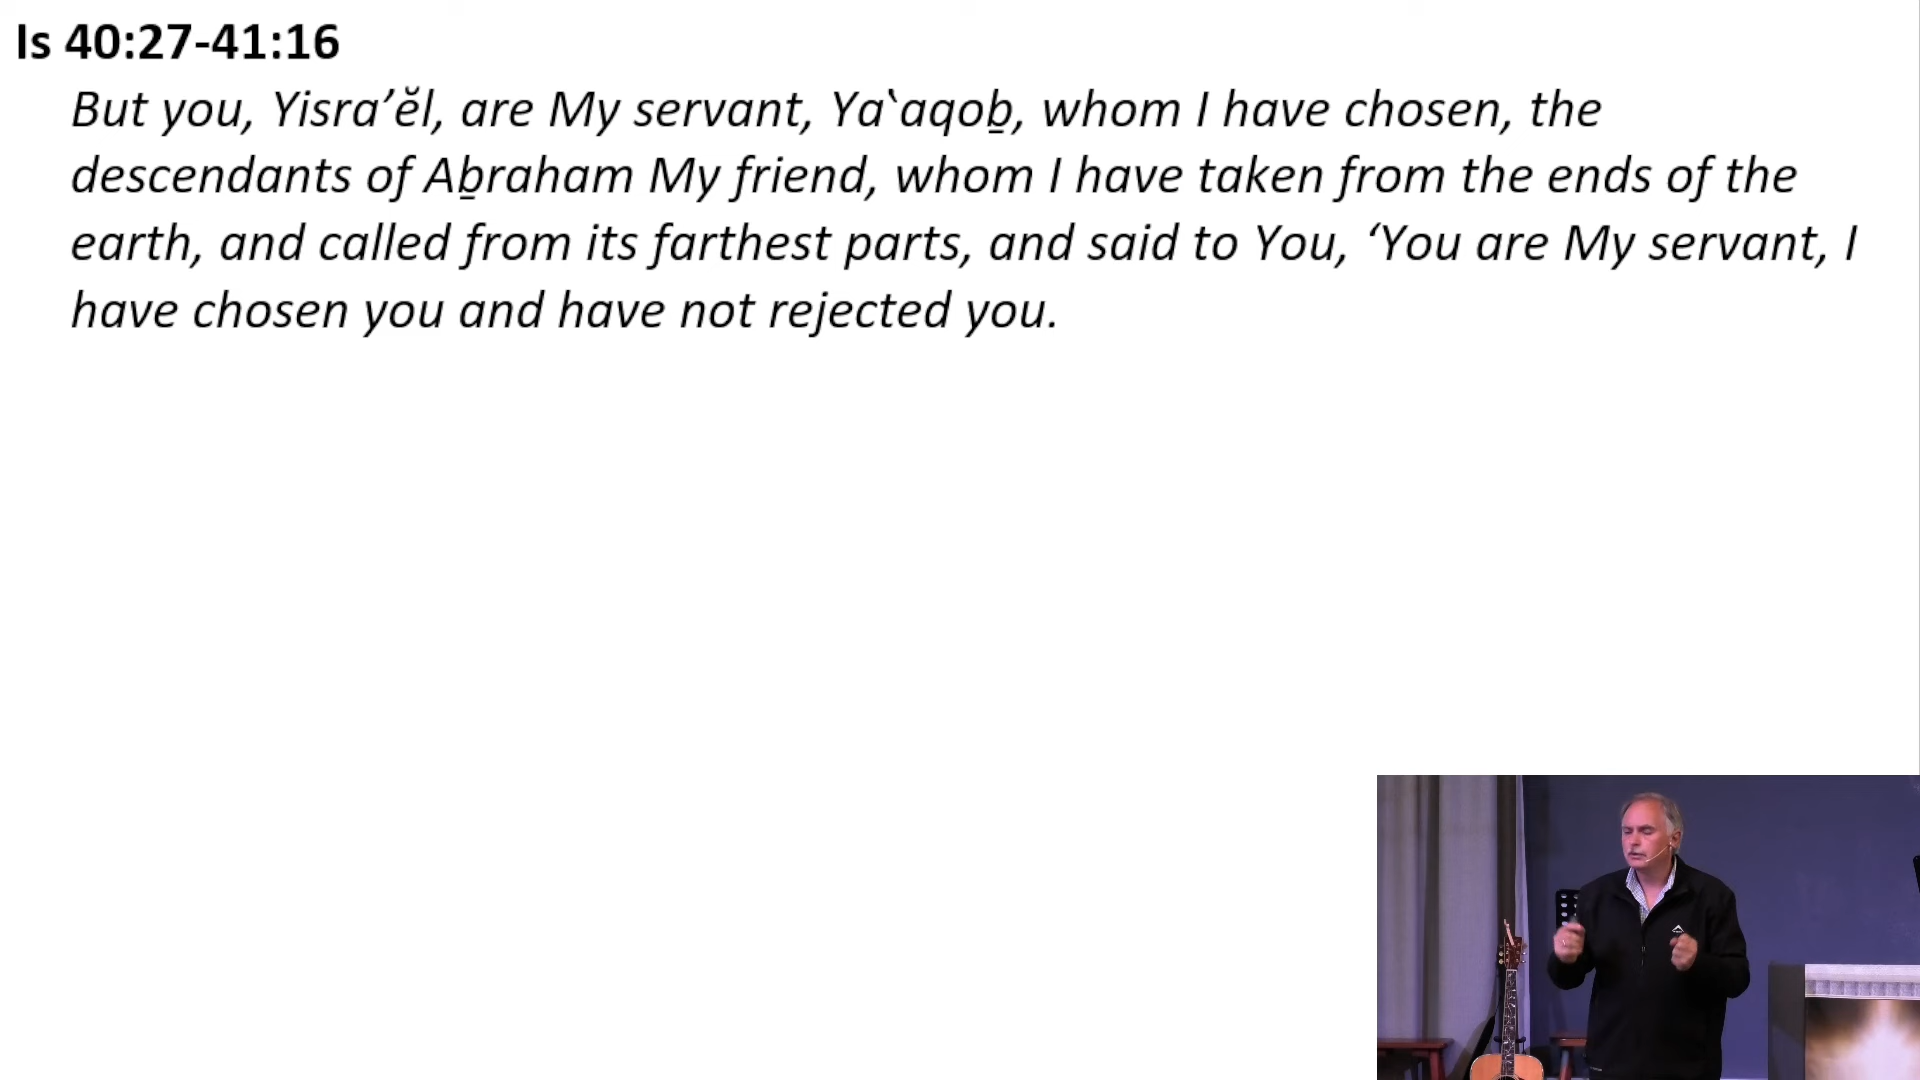 Is 40:27-41:16
But you, Yisra’ĕl, are My servant, Ya‛aqoḇ, whom I have chosen, the
descendants of Aḇraham My friend, whom I have taken from the ends of the
earth, and called from its farthest parts, and said to You, ‘You are My servant, I
have chosen you and have not rejected you.